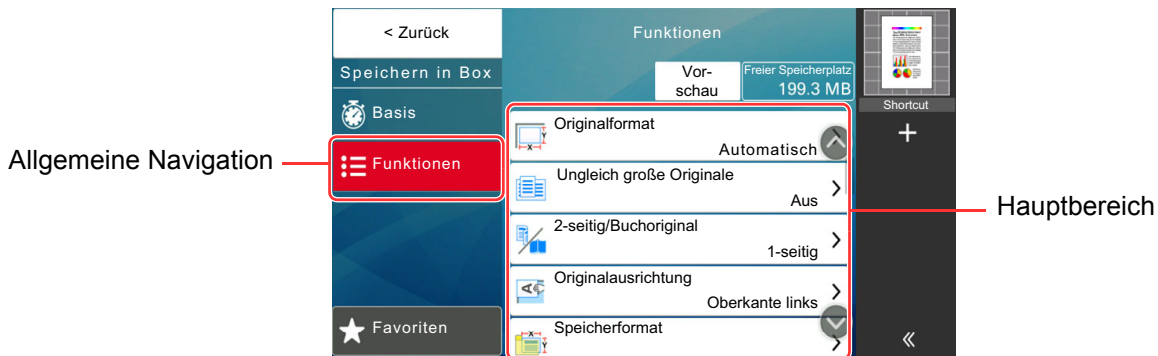 < Zurück
Funktionen
Speichern in Box
Vor-
schau
Freier Speicherplatz
199.3 MB
Shortcut
Basis
Funktionen
Favoriten
Originalformat
Automatisch
Ungleich große Originale
Aus
2-seitig/Buchoriginal
1-seitig
Originalausrichtung
Oberkante links
Speicherformat
Allgemeine Navigation
Hauptbereich